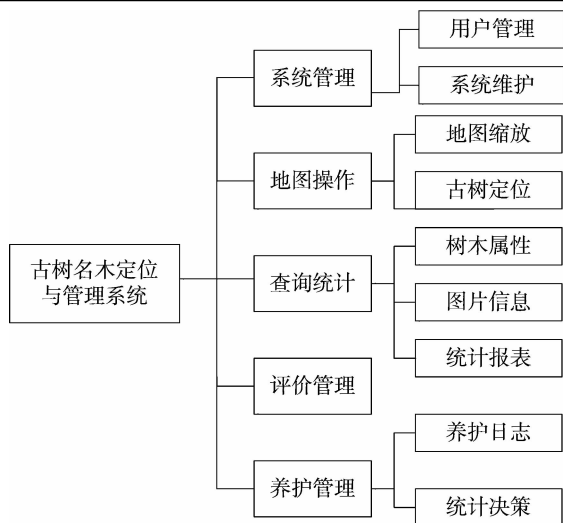 古树名木定位
与管理系统
系统管理
用户管理
系统维护
地图操作
地图缩放
古树定位
查询统计
树木属性
图片信息
统计报表
评价管理
养护管理
养护日志
统计决策